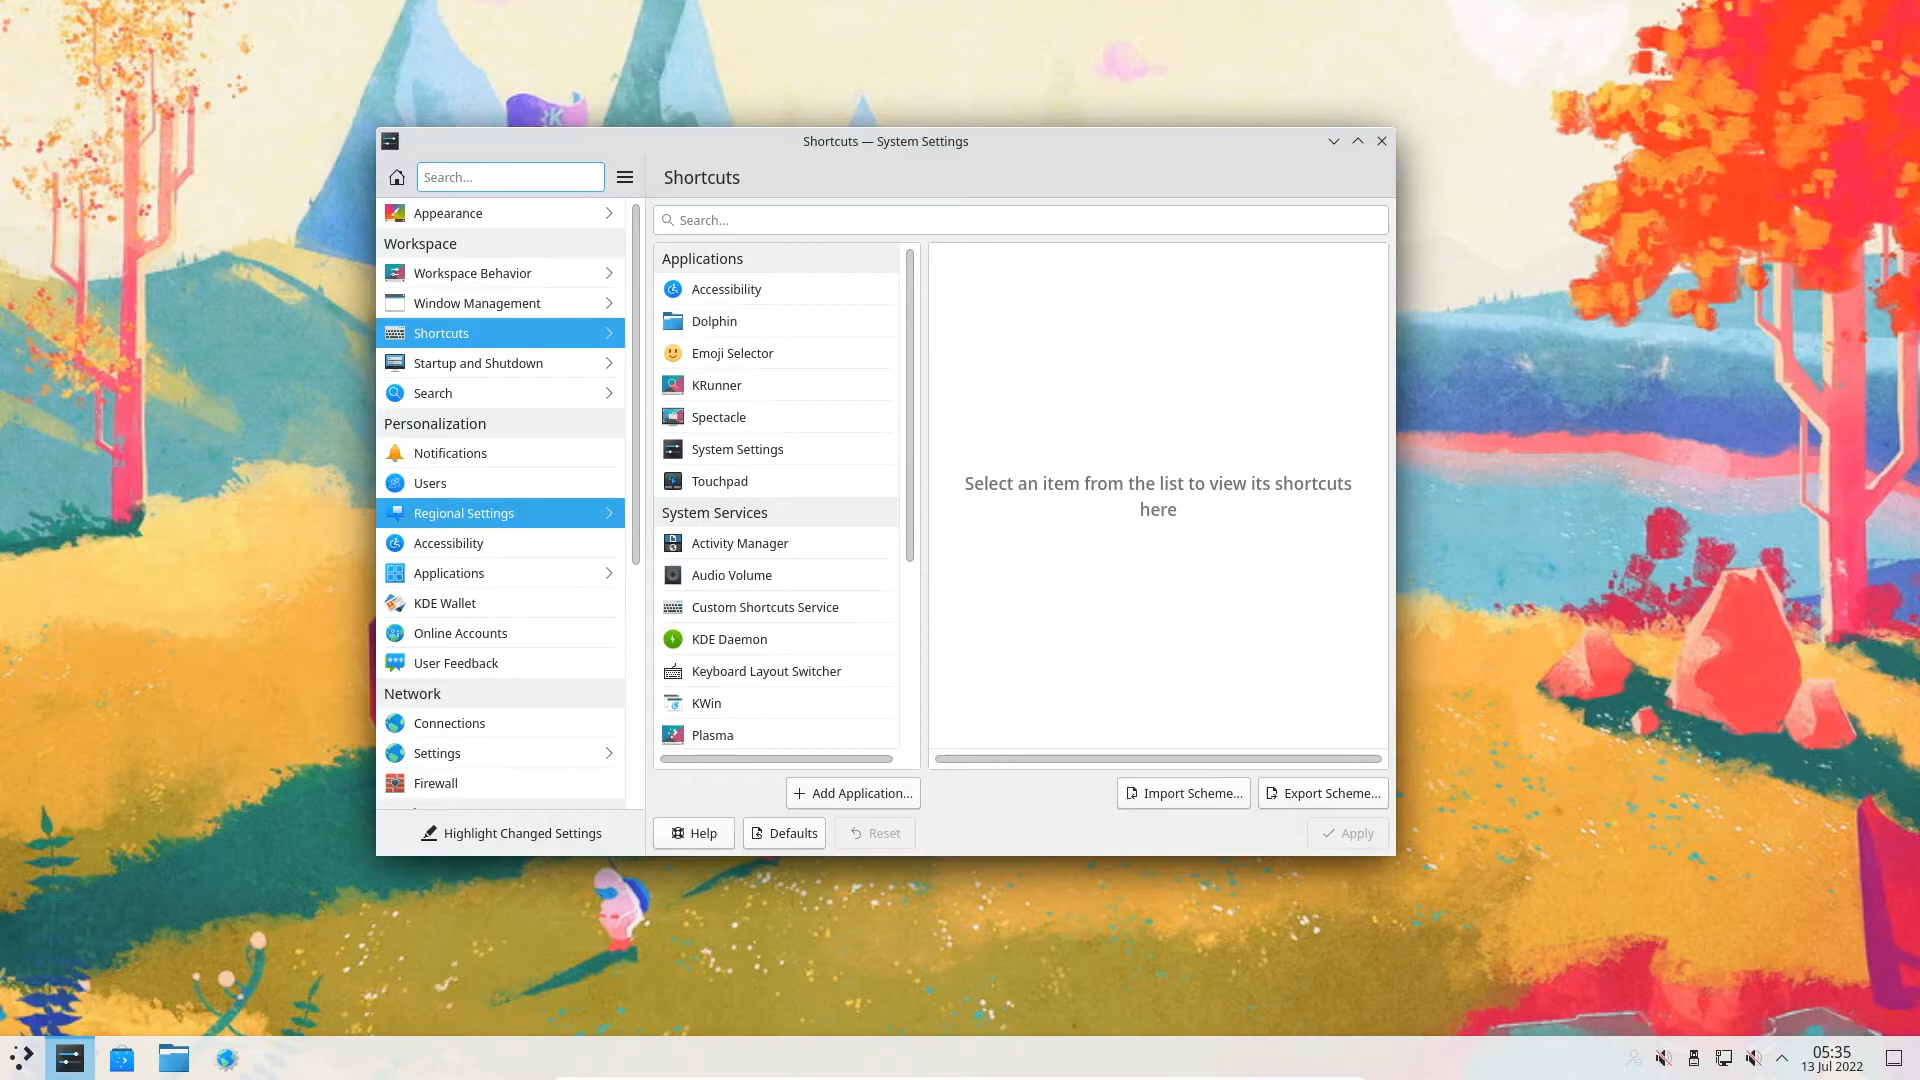 Shortcuts — System Settings
Search...
Shortcuts
Appearance
Workspace
Workspace Behavior
Window Management
Shortcuts
Startup and Shutdown
Search
Personalization
Notifications
Users
Regional Settings
Accessibility
Applications
KDE Wallet
Online Accounts
User Feedback
Network
Connections
Settings
Firewall
Highlight Changed Settings
Search...
Applications
Accessibility
Dolphin
Emoji Selector
KRunner
Spectacle
System Settings
Touchpad
System Services
Activity Manager
Audio Volume
Custom Shortcuts Service
KDE Daemon
Keyboard Layout Switcher
KWin
Plasma
Select an item from the list to view its shortcuts
here
Add Application...
Import Scheme...
Export Scheme...
Help
Defaults
Reset
Apply
05:35
13 Jul 2022